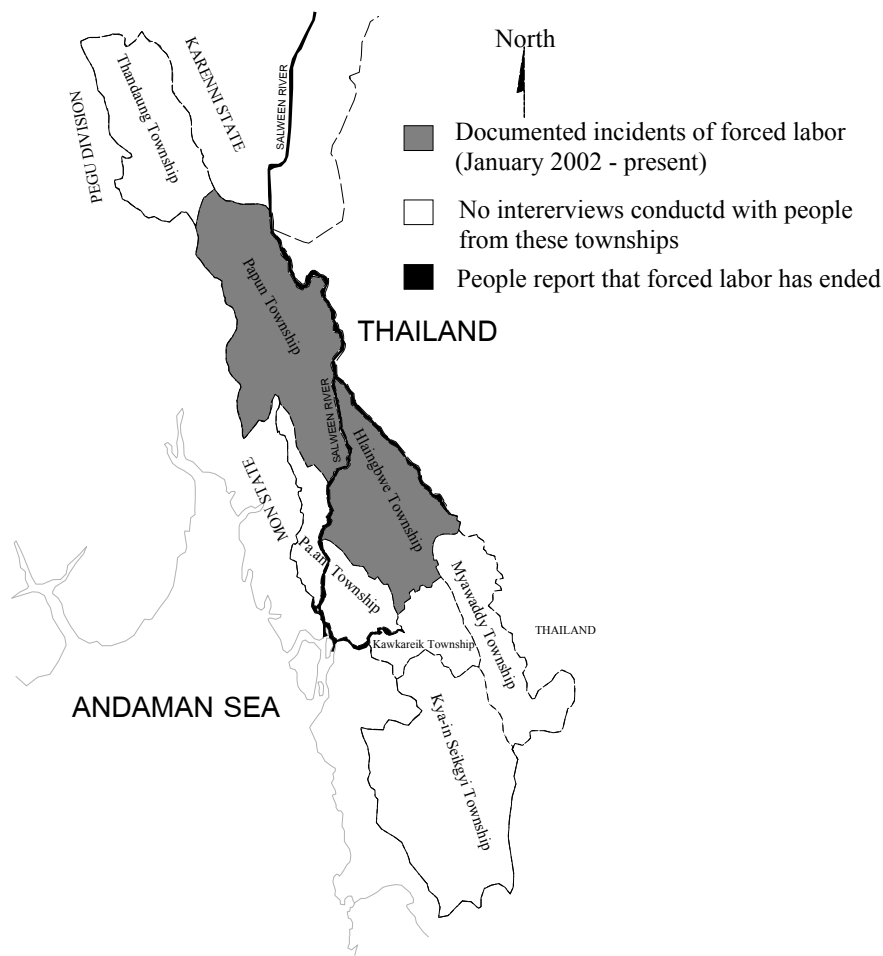 North
Documented incidents of forced labor
(January 2002 - present)
No intererviews conductd with people
from these townships
People report that forced labor has ended
PEGU DIVISION
Thandaung Township
KARENNI STATE
SALWEEN RIVER
Papun Township
THAILAND
SALWEEN RIVER
Hlaingbwe Township
MON STATE
Pa.an Township
Myawaddy Township
THAILAND
Kawkareik Township
ANDAMAN SEA
Kya-in Seikgyi Township